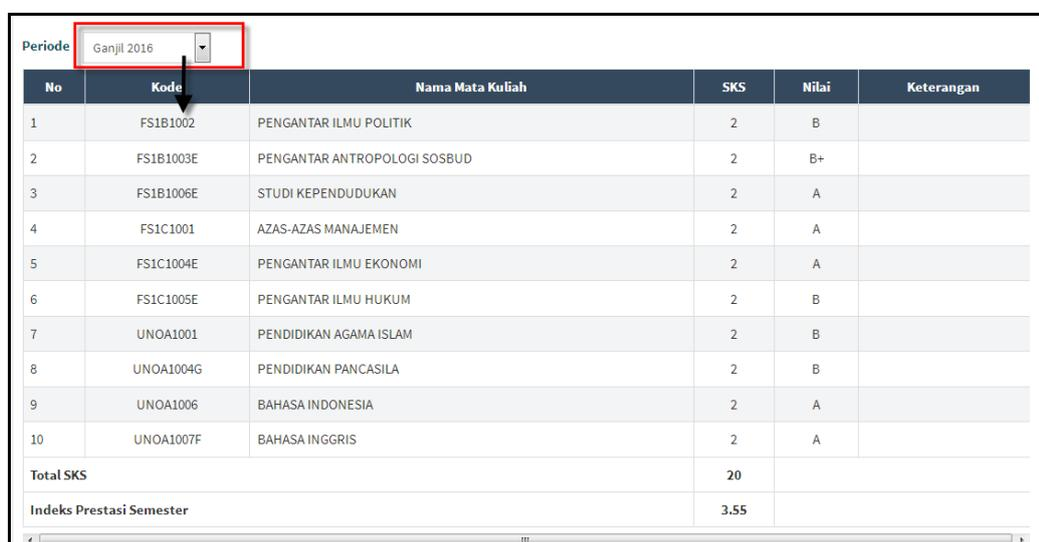 Periode Ganjil 2016
No Kode Nama Mata Kuliah SKS Nilai Keterangan
1 FS1B1002 PENGANTAR ILMU POLITIK 2 B
2 FS1B1003E PENGANTAR ANTROPOLOGI SOSBUD 2 B+
3 FS1B1006E STUDI KEPENDUDUKAN 2 A
4 FS1C1001 AZAS-AZAS MANAJEMEN 2 A
5 FS1C1004E PENGANTAR ILMU EKONOMI 2 A
6 FS1C1005E PENGANTAR ILMU HUKUM 2 B
7 UNOA1001 PENDIDIKAN AGAMA ISLAM 2 B
8 UNOA1004G PENDIDIKAN PANCASILA 2 B
9 UNOA1006 BAHASA INDONESIA 2 A
10 UNOA1007F BAHASA INGGRIS 2 A
Total SKS 20
Indeks Prestasi Semester 3.55